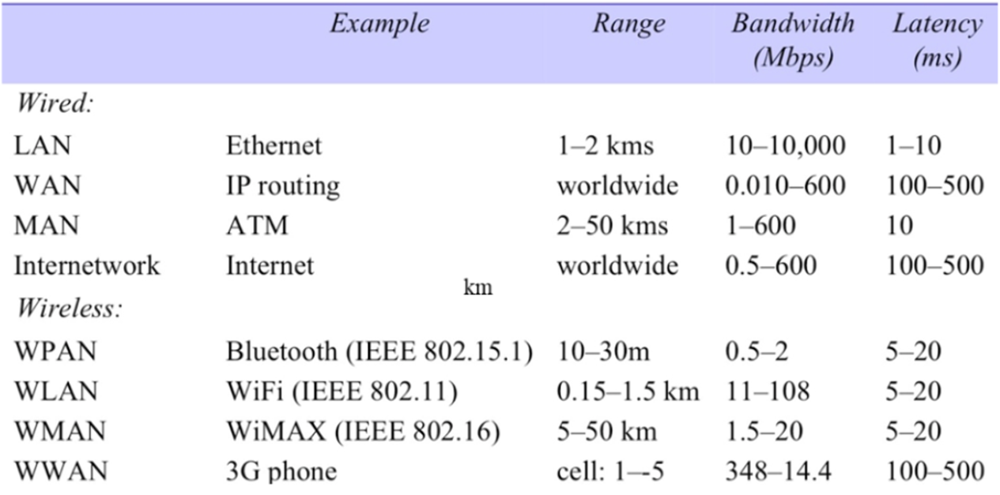 Example Range Bandwidth Latency
(Mbps) (ms)
Wired:
LAN Ethernet 1–2 kms 10–10,000 1–10
WAN IP routing worldwide 0.010–600 100–500
MAN ATM 2–50 kms 1–600 10
Internetwork Internet worldwide 0.5–600 100–500
km
Wireless:
WPAN Bluetooth (IEEE 802.15.1) 10–30m 0.5–2 5–20
WLAN WiFi (IEEE 802.11) 0.15–1.5 km 11–108 5–20
WMAN WiMAX (IEEE 802.16) 5–50 km 1.5–20 5–20
WWAN 3G phone cell: 1—-5 348–14.4 100–500